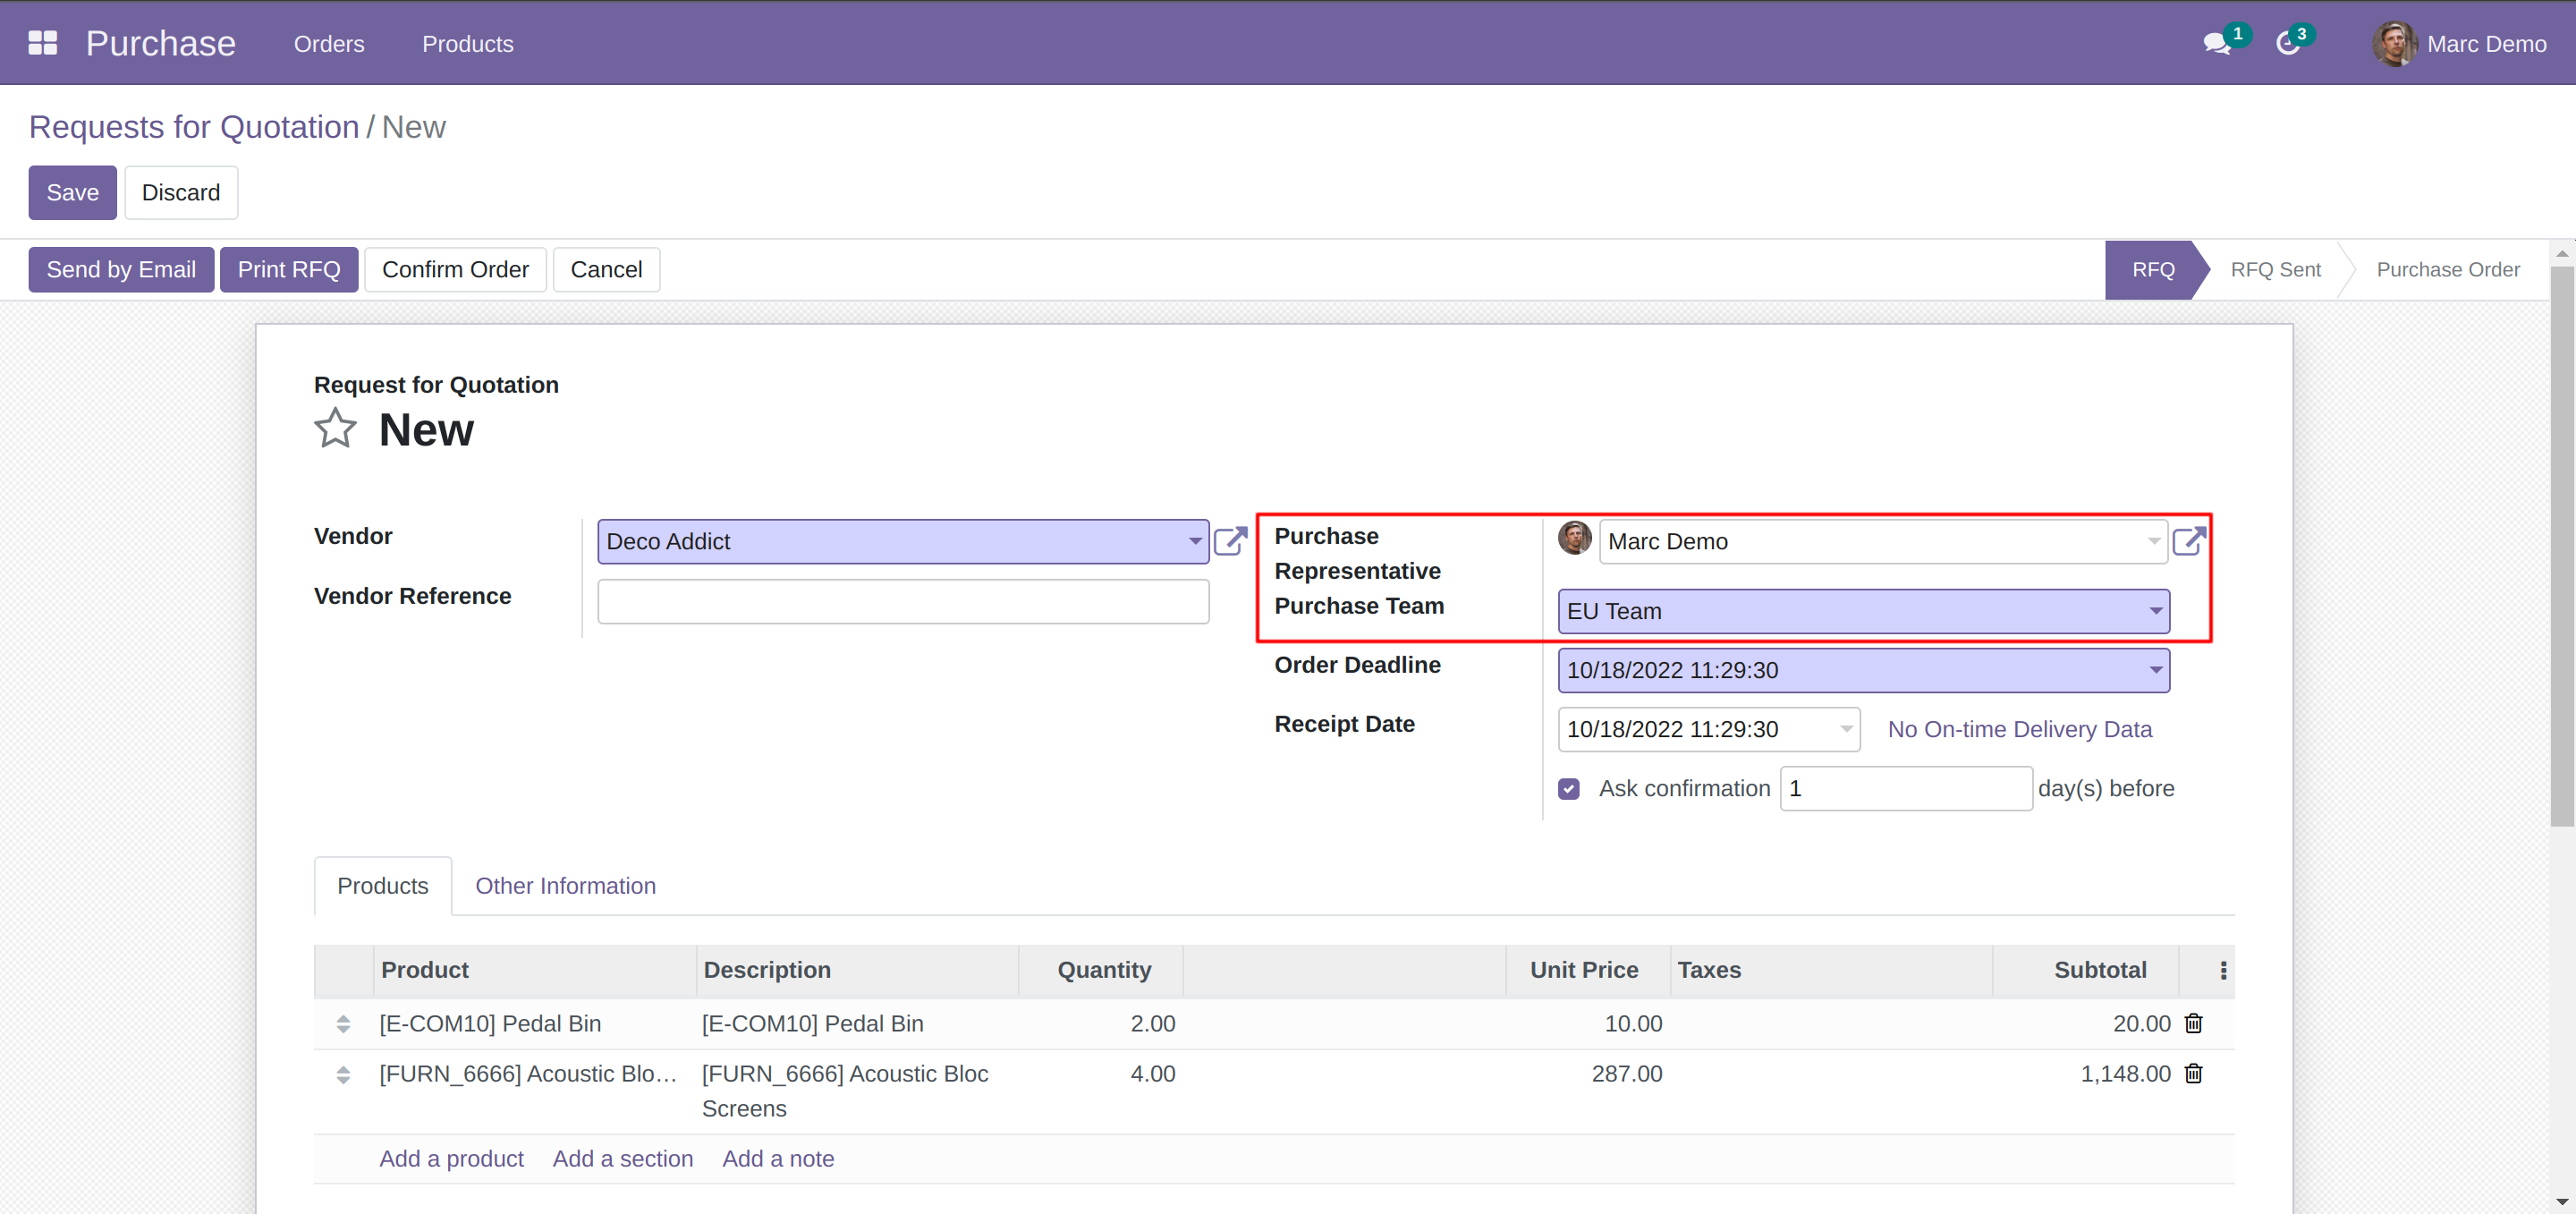 Purchase Orders Products 1 3 Marc Demo
Requests for Quotation / New
Save Discard
Send by Email Print RFQ Confirm Order Cancel RFQ RFQ Sent Purchase Order
Request for Quotation
New
Vendor Deco Addict
Vendor Reference
Purchase Representative Marc Demo
Purchase Team EU Team
Order Deadline 10/18/2022 11:29:30
Receipt Date 10/18/2022 11:29:30 No On-time Delivery Data
Ask confirmation 1 day(s) before
Products Other Information
Product Description Quantity Unit Price Taxes Subtotal
[E-COM10] Pedal Bin [E-COM10] Pedal Bin 2.00 10.00 20.00
[FURN_6666] Acoustic Blo... [FURN_6666] Acoustic Bloc 4.00 287.00 1,148.00
Screens
Add a product Add a section Add a note